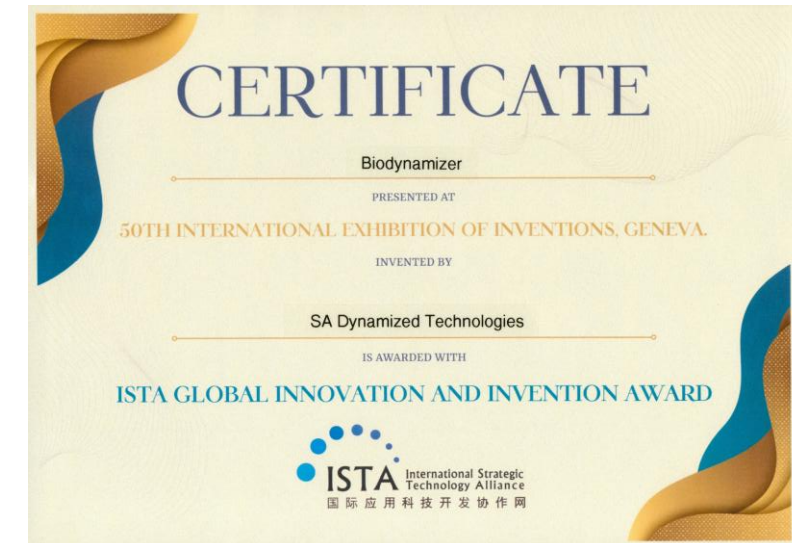 CERTIFICATE
Biodynamizer
PRESENTED AT
50TH INTERNATIONAL EXHIBITION OF INVENTIONS, GENEVA.
INVENTED BY
SA Dynamized Technologies
IS AWARDED WITH
ISTA GLOBAL INNOVATION AND INVENTION AWARD
ISTA International Strategic
Technology Alliance
国际应用科技开发协作网